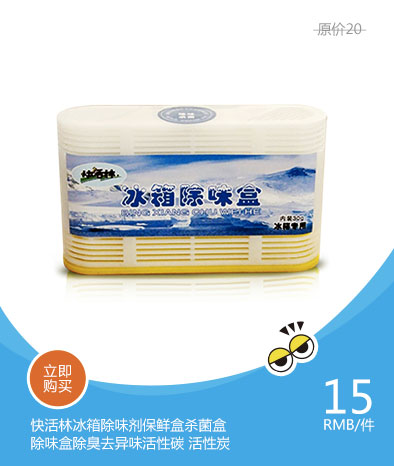 原价20
快活林
冰箱除味盒
BING XIANG CHU WEI HE
内装30g
冰箱专用
立即
购买
15
RMB/件
快活林冰箱除味剂保鲜盒杀菌盒
除味盒除臭去异味活性碳 活性炭